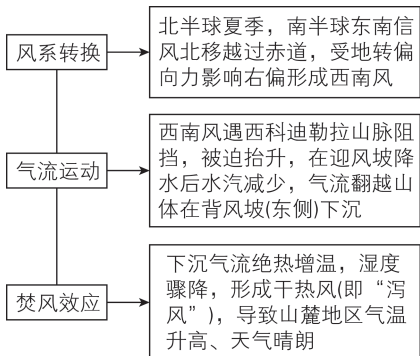 风系转换
北半球夏季，南半球东南信
风北移越过赤道，受地转偏
向力影响右偏形成西南风
气流运动
西南风遇西科迪勒拉山脉阻
挡，被迫抬升，在迎风坡降
水后水汽减少，气流翻越山
体在背风坡(东侧)下沉
焚风效应
下沉气流绝热增温，湿度
骤降，形成干热风(即“泻
风”)，导致山麓地区气温
升高、天气晴朗